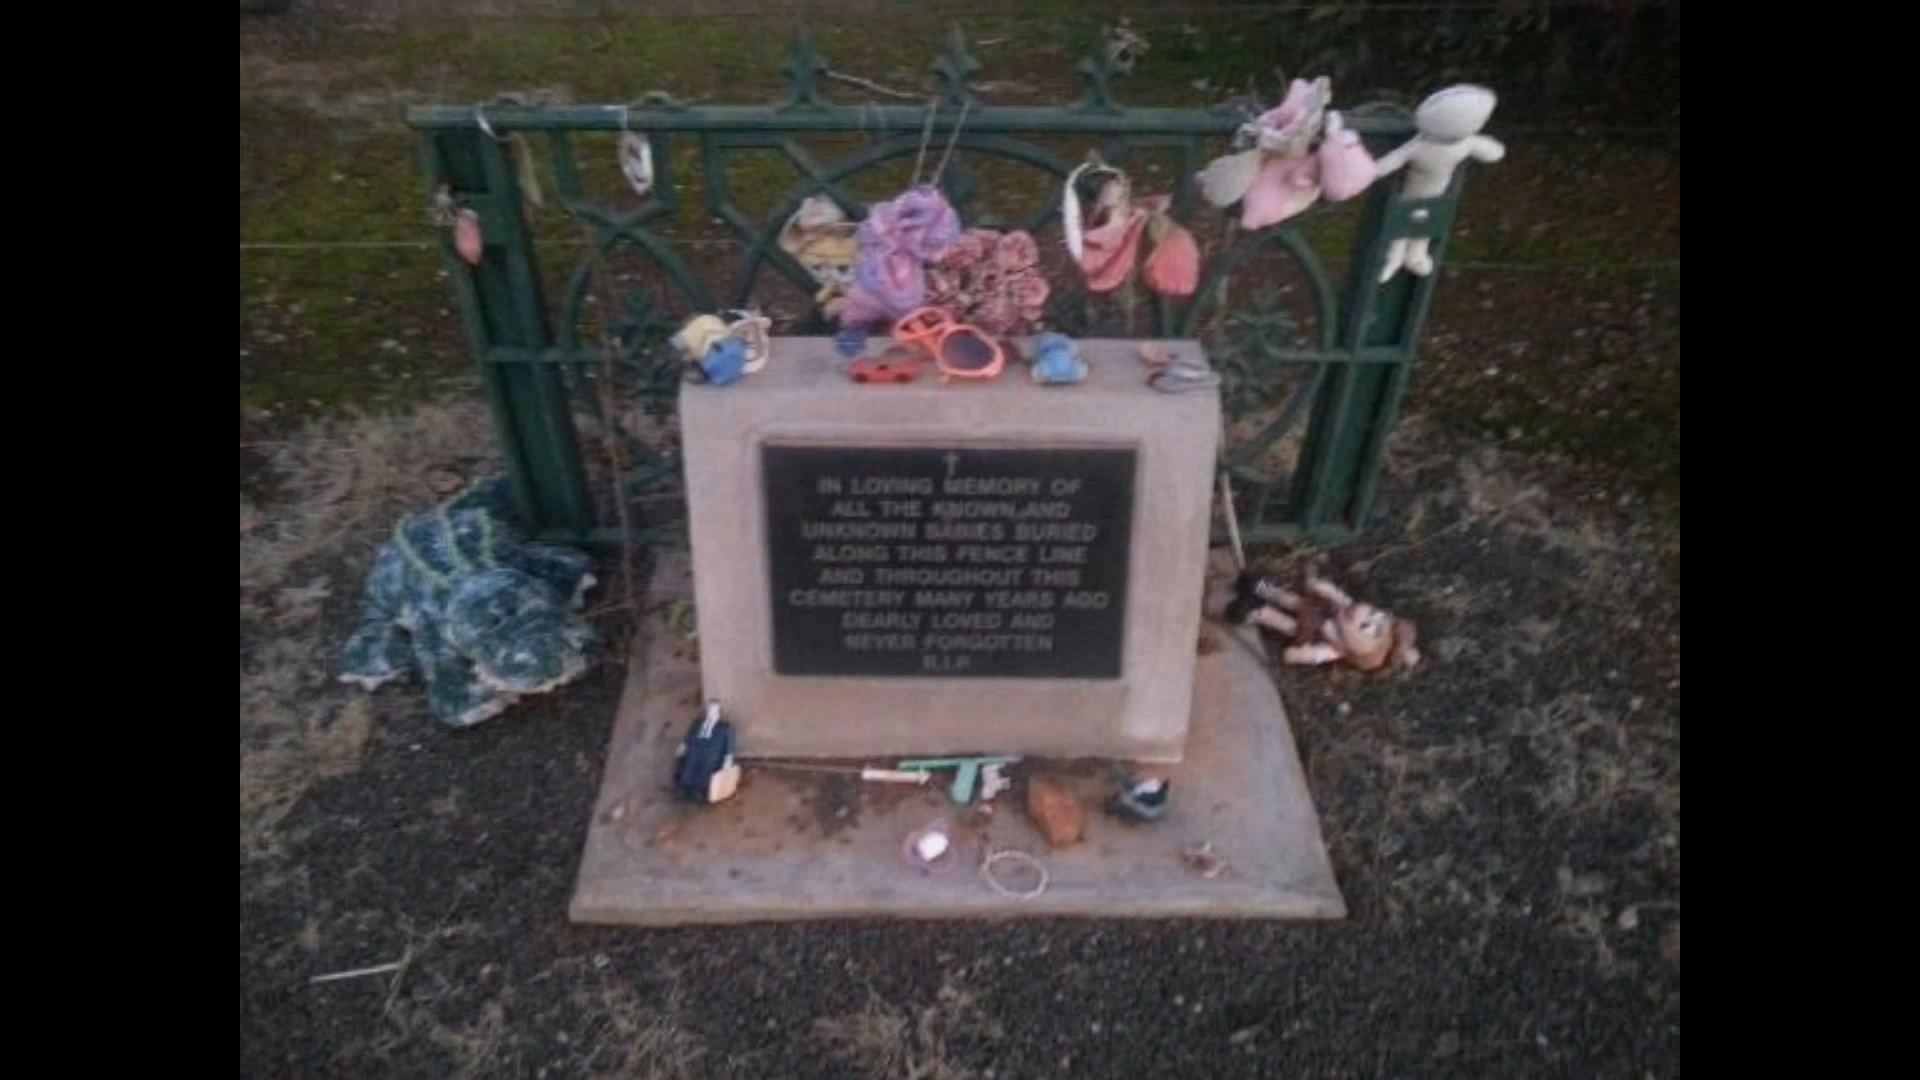 IN LOVING MEMORY OF
ALL THE KNOWN AND
UNKNOWN BABIES BURIED
ALONG THIS FENCE LINE
AND THROUGHOUT THIS
CEMETERY MANY YEARS AGO
DEARLY LOVED AND
NEVER FORGOTTEN
R.I.P.